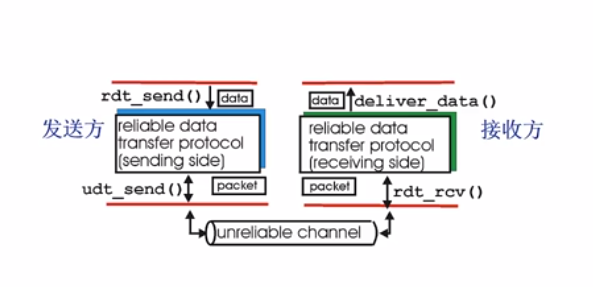 rdt_send()
data
data
deliver_data()
发送方
reliable data
transfer protocol
(sending side)
reliable data
transfer protocol
(receiving side)
接收方
udt_send()
packet
packet
rdt_rcv()
unreliable channel